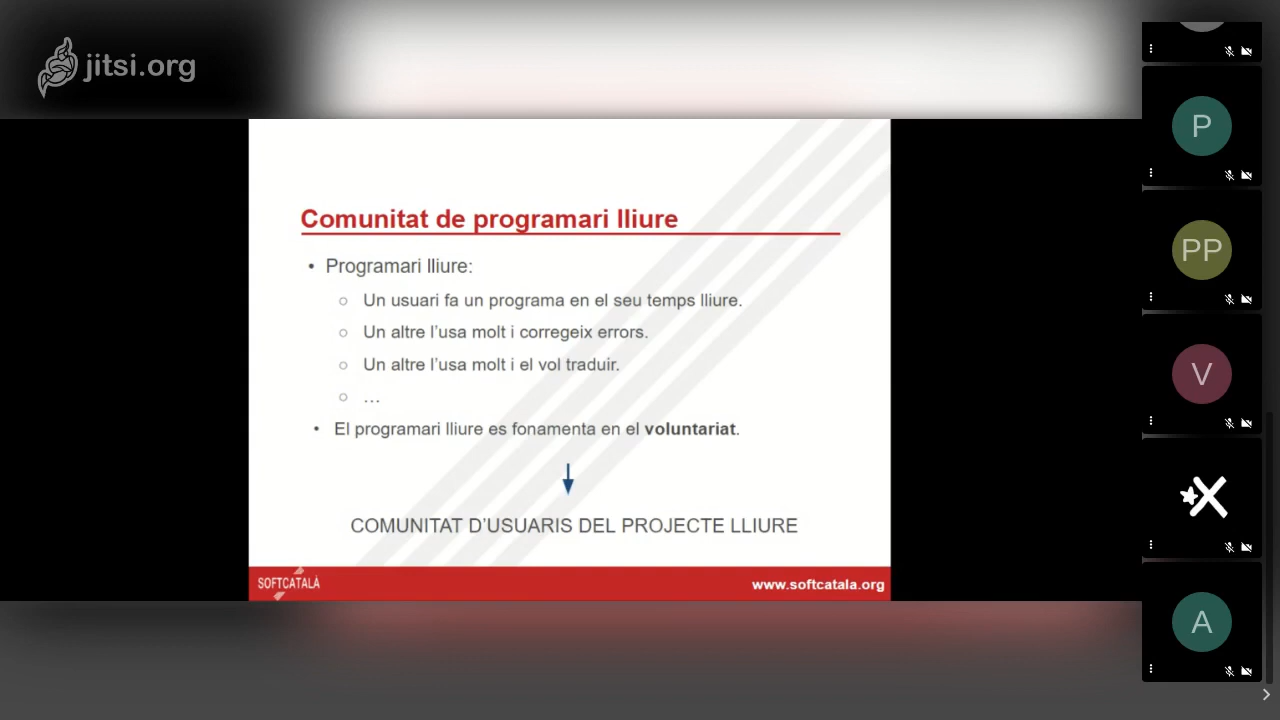 jitsi.org
Comunitat de programari lliure
• Programari lliure:
○ Un usuari fa un programa en el seu temps lliure.
○ Un altre l’usa molt i corregeix errors.
○ Un altre l’usa molt i el vol traduir.
○ …
• El programari lliure es fonamenta en el voluntariat.
COMUNITAT D’USUARIS DEL PROJECTE LLIURE
SOFTCATALÀ
www.softcatala.org
P
PP
V
A